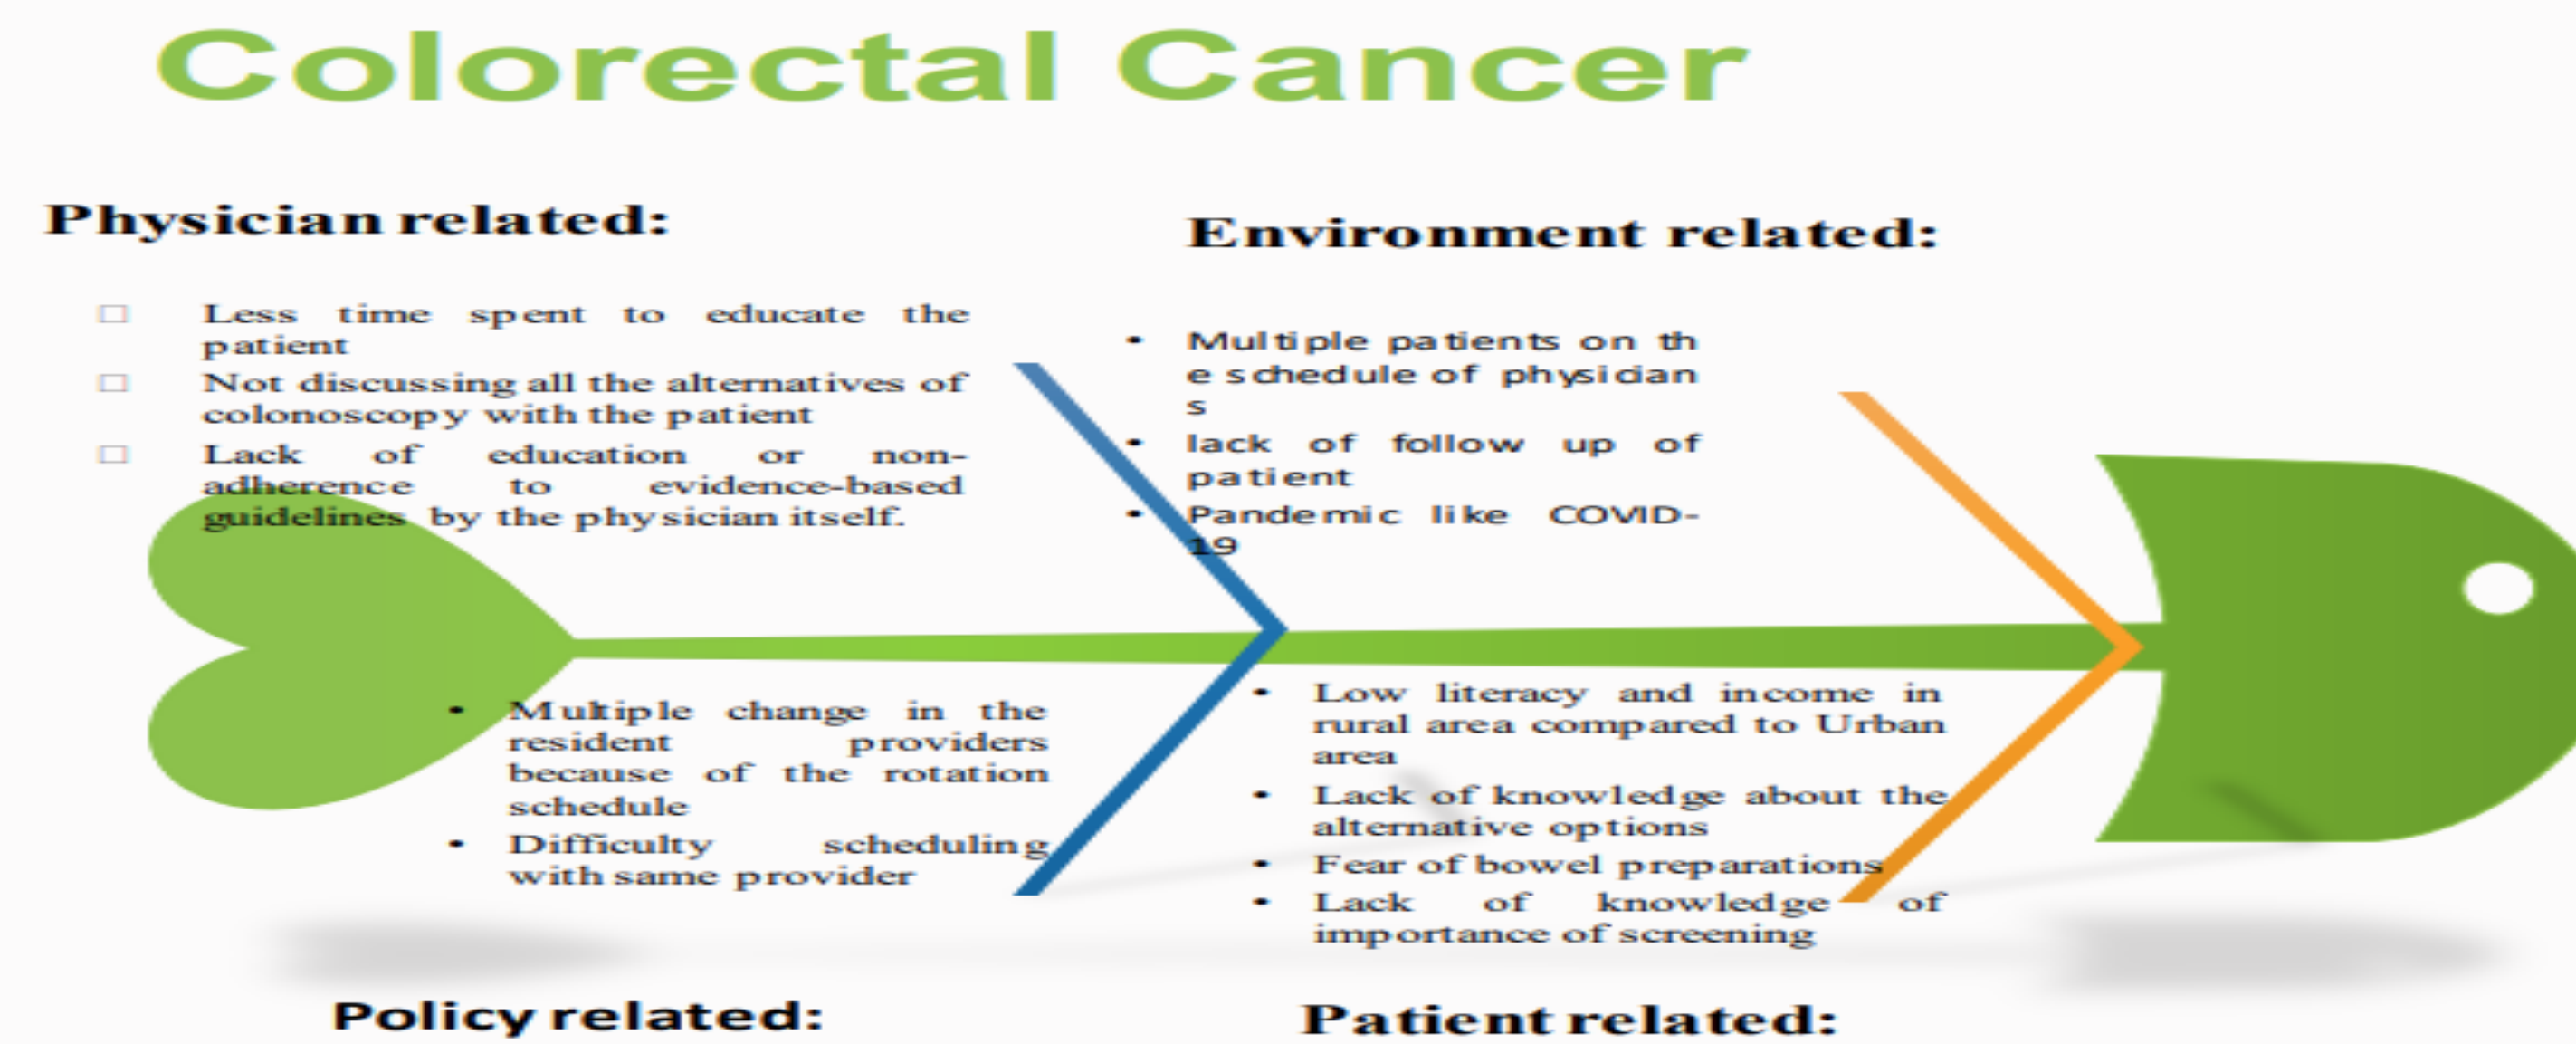 Colorectal Cancer
Physician related:
□ Less time spent to educate the
patient
□ Not discussing all the alternatives of
colonoscopy with the patient
□ Lack of education or non-
adherence to evidence-based
guidelines by the physician itself.
Environment related:
• Multiple patients on th
e schedule of physician
s
• lack of follow up of
patient
• Pandemic like COVID-
19
• Multiple change in the
resident providers
because of the rotation
schedule
• Difficulty scheduling
with same provider
Policy related:
• Low literacy and income in
rural area compared to Urban
area
• Lack of knowledge about the
alternative options
• Fear of bowel preparations
• Lack of knowledge of
importance of screening
Patient related: